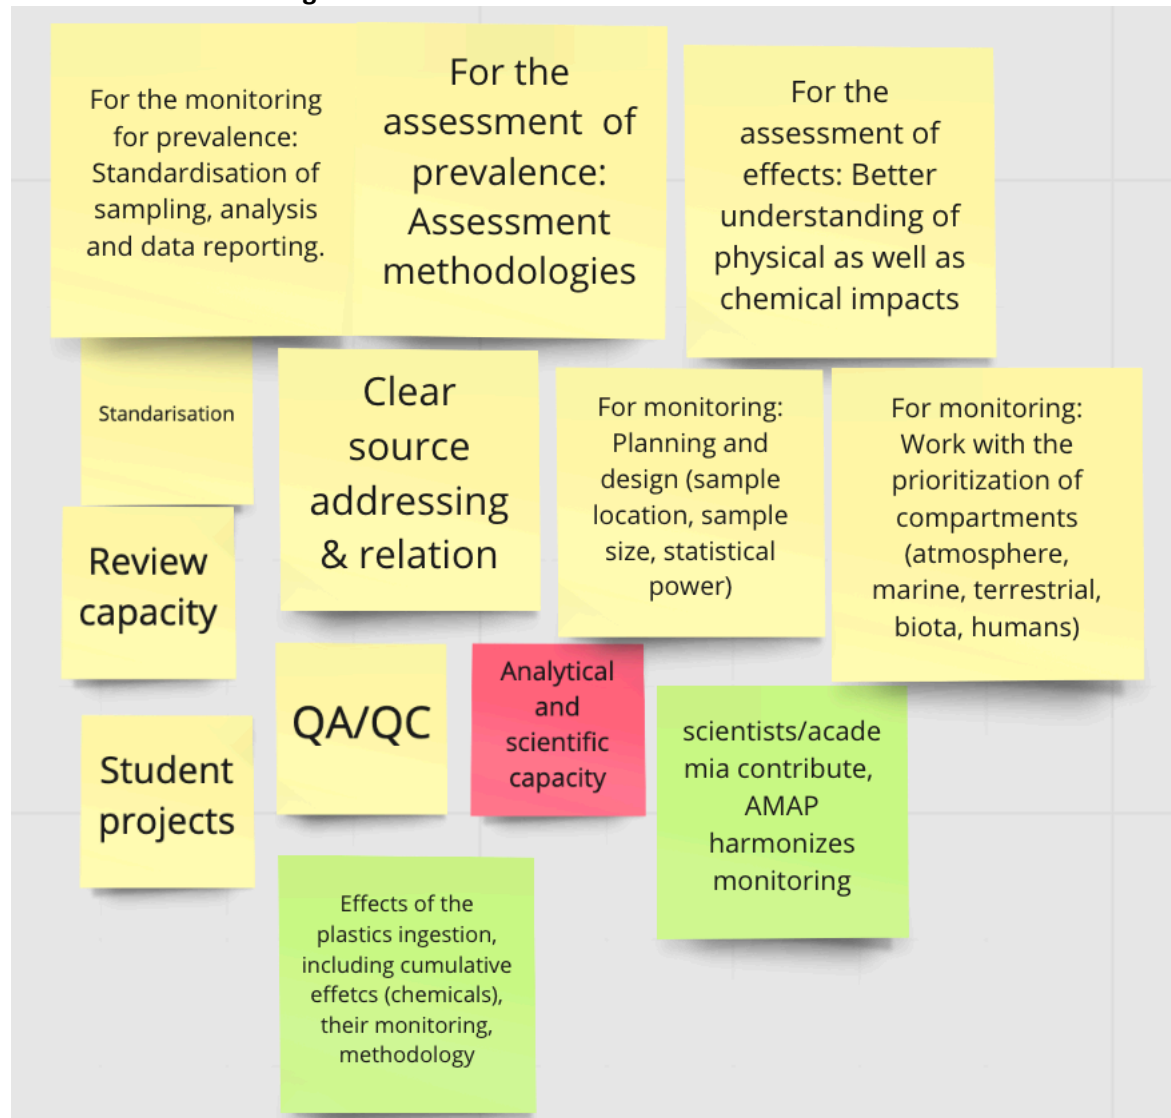 For the monitoring
for prevalence:
Standardisation of
sampling, analysis
and data reporting.
For the
assessment of
prevalence:
Assessment
methodologies
For the
assessment of
effects: Better
understanding of
physical as well as
chemical impacts
Standarisation
Clear
source
addressing
& relation
For monitoring:
Planning and
design (sample
location, sample
size, statistical
power)
For monitoring:
Work with the
prioritization of
compartments
(atmosphere,
marine, terrestrial,
biota, humans)
Review
capacity
QA/QC
Analytical
and
scientific
capacity
scientists/acade
mia contribute,
AMAP
harmonizes
monitoring
Student
projects
Effects of the
plastics ingestion,
including cumulative
effetcs (chemicals),
their monitoring,
methodology